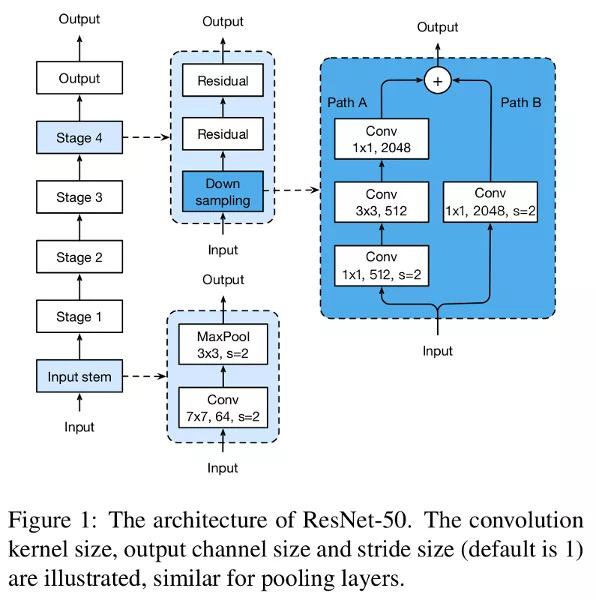 Output
Output
Stage 4
Stage 3
Stage 2
Stage 1
Input stem
Input
Output
Residual
Residual
Down
sampling
Input
Output
MaxPool
3x3, s=2
Conv
7x7, 64, s=2
Input
Output
+
Path A
Path B
Conv
1x1, 2048
Conv
3x3, 512
Conv
1x1, 512, s=2
Conv
1x1, 2048, s=2
Input
Figure 1: The architecture of ResNet-50. The convolution
kernel size, output channel size and stride size (default is 1)
are illustrated, similar for pooling layers.